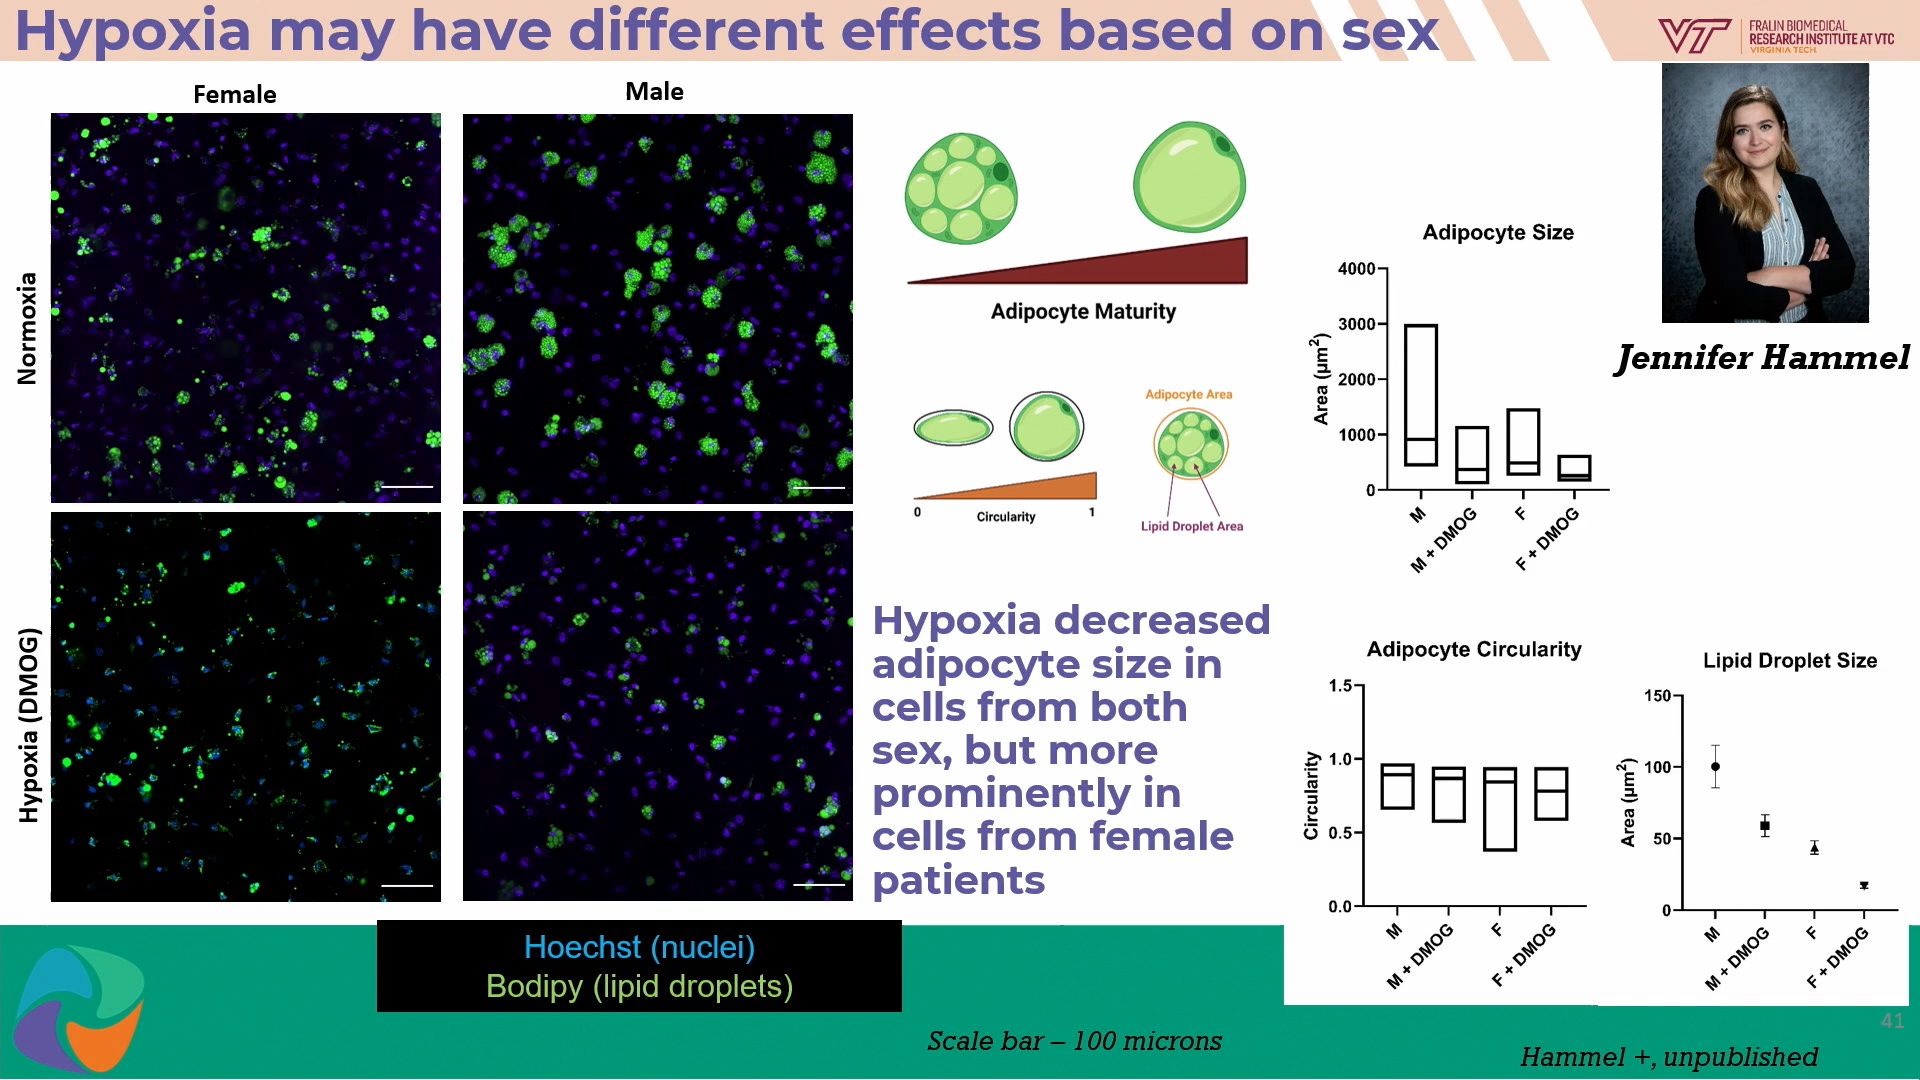 Hypoxia may have different effects based on sex
VT
FRALIN BIOMEDICAL
RESEARCH INSTITUTE AT VTC
VIRGINIA TECH
Female
Male
Normoxia
Hypoxia (DMOG)
Adipocyte Maturity
0
Circularity
1
Adipocyte Area
Lipid Droplet Area
Hypoxia decreased
adipocyte size in
cells from both
sex, but more
prominently in
cells from female
patients
Jennifer Hammel
Adipocyte Size
Area (µm²)
4000
3000
2000
1000
0
M
M + DMOG
F
F + DMOG
Adipocyte Circularity
Circularity
1.5
1.0
0.5
0.0
M
M + DMOG
F
F + DMOG
Lipid Droplet Size
Area (µm²)
150
100
50
0
M
M + DMOG
F
F + DMOG
Hoechst (nuclei)
Bodipy (lipid droplets)
Scale bar – 100 microns
Hammel +, unpublished
41